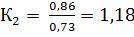 К₂ = 0,86/0,73 = 1,18